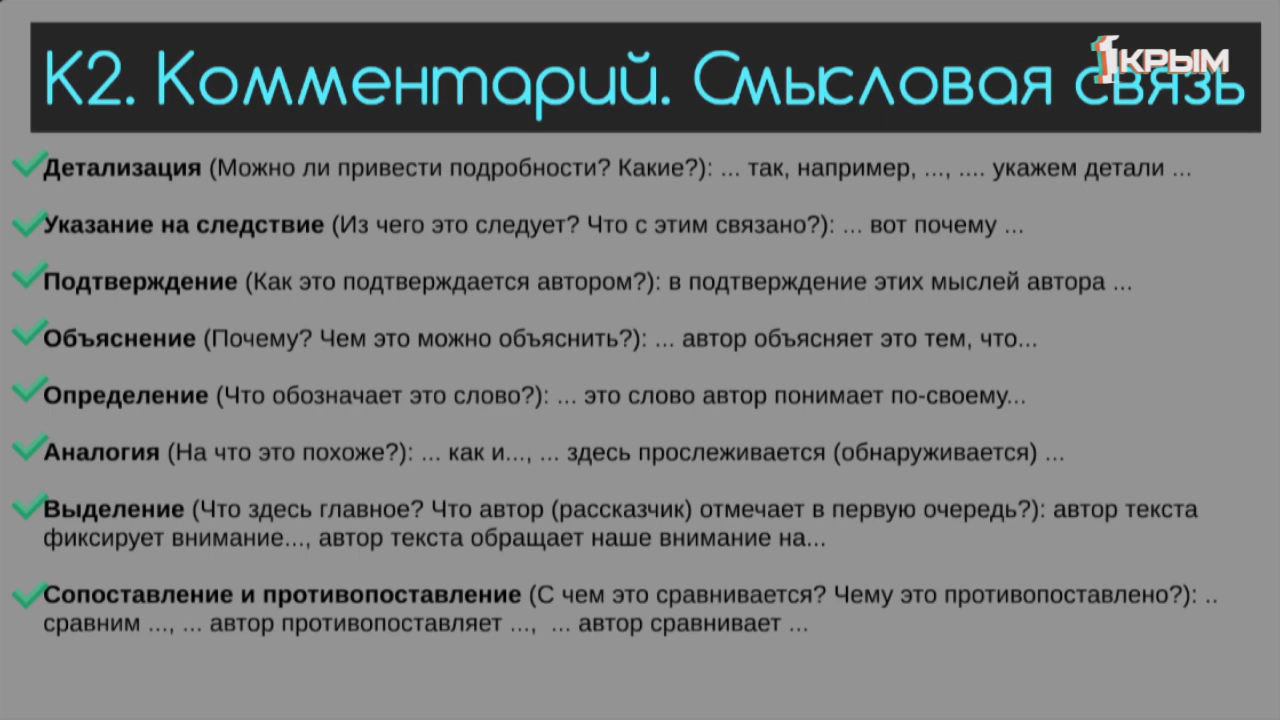 К2. Комментарий. Смысловая связь
1КРЫМ
Детализация (Можно ли привести подробности? Какие?): ... так, например, ..., .... укажем детали ...
Указание на следствие (Из чего это следует? Что с этим связано?): ... вот почему ...
Подтверждение (Как это подтверждается автором?): в подтверждение этих мыслей автора ...
Объяснение (Почему? Чем это можно объяснить?): ... автор объясняет это тем, что...
Определение (Что обозначает это слово?): ... это слово автор понимает по-своему...
Аналогия (На что это похоже?): ... как и..., ... здесь прослеживается (обнаруживается) ...
Выделение (Что здесь главное? Что автор (рассказчик) отмечает в первую очередь?): автор текста
фиксирует внимание..., автор текста обращает наше внимание на...
Сопоставление и противопоставление (С чем это сравнивается? Чему это противопоставлено?): ..
сравним ..., ... автор противопоставляет ..., ... автор сравнивает ...